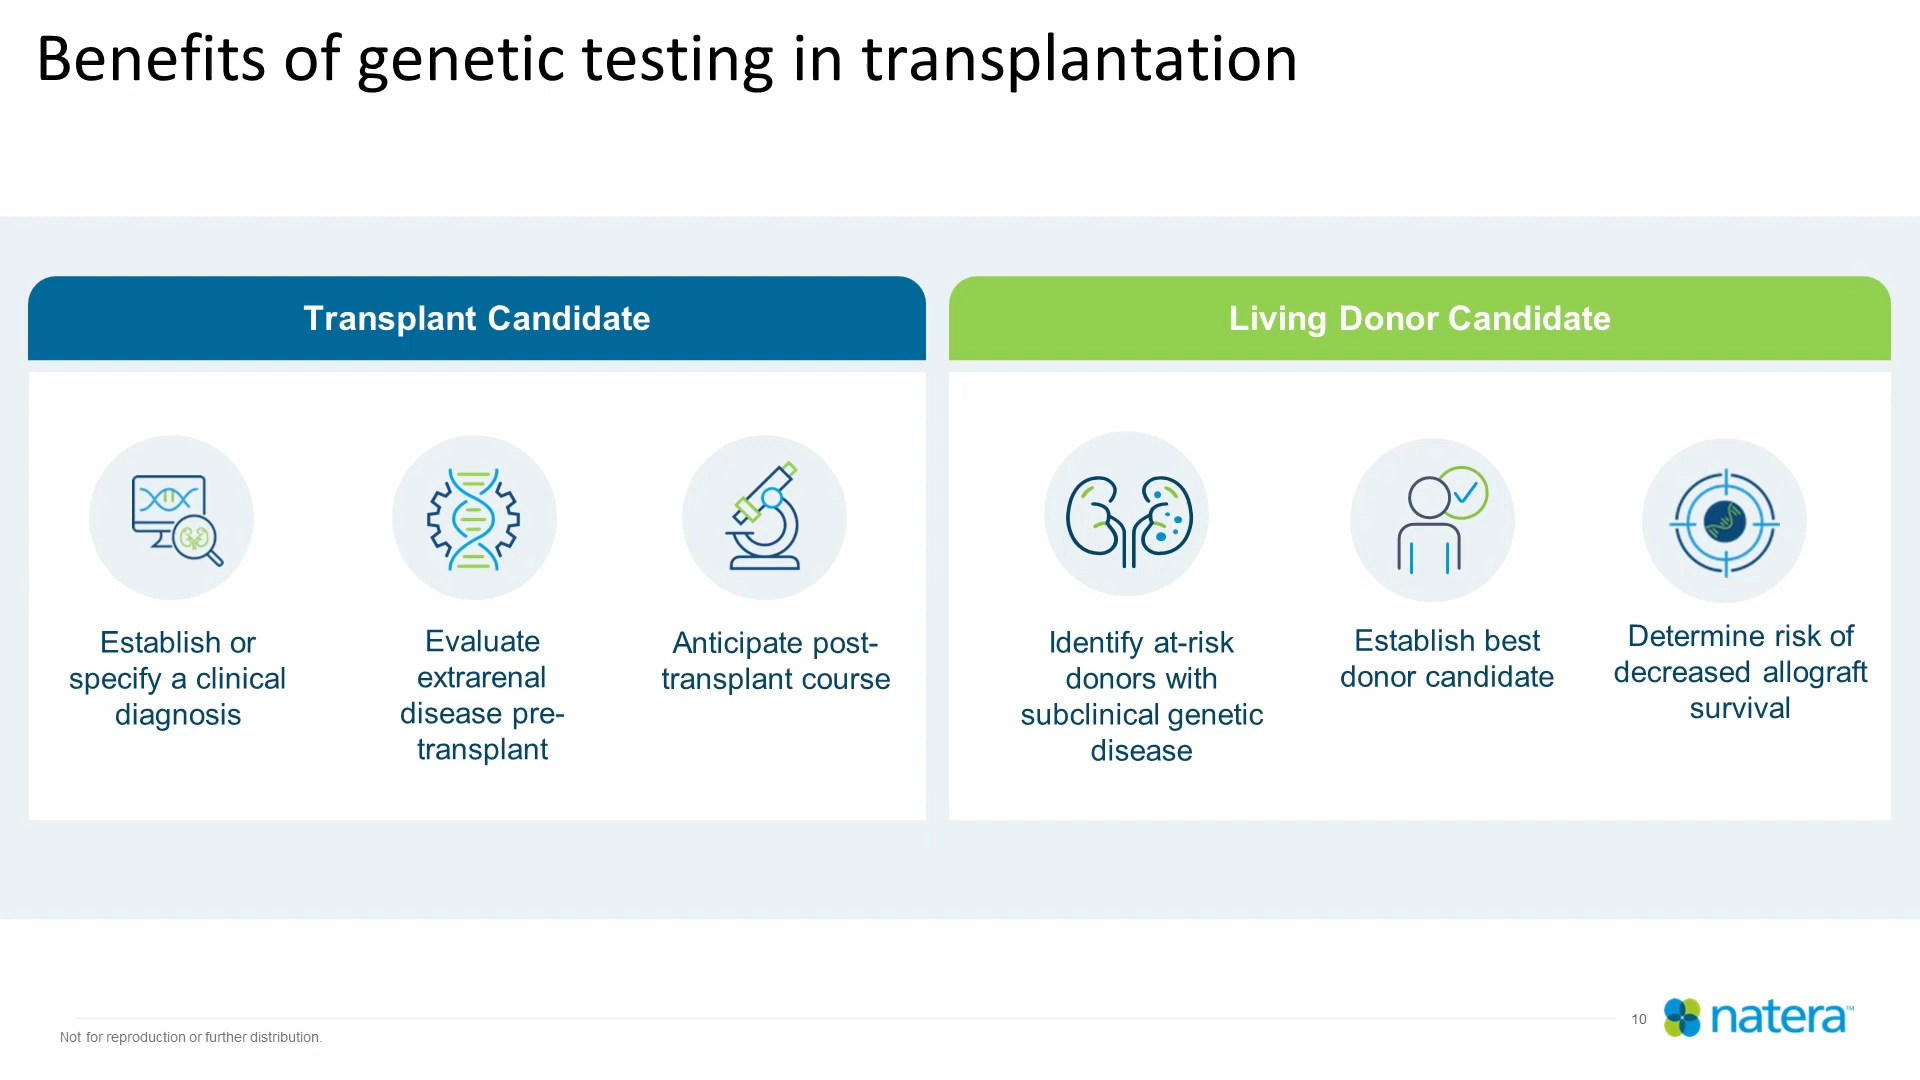 Benefits of genetic testing in transplantation
Transplant Candidate
Establish or
specify a clinical
diagnosis
Evaluate
extrarenal
disease pre-
transplant
Anticipate post-
transplant course
Living Donor Candidate
Identify at-risk
donors with
subclinical genetic
disease
Establish best
donor candidate
Determine risk of
decreased allograft
survival
Not for reproduction or further distribution.
10
natera™